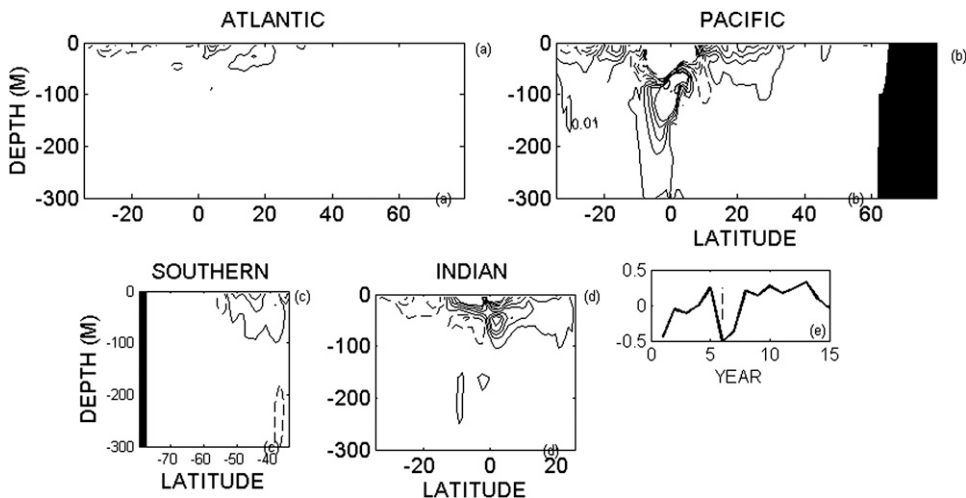 ATLANTIC
PACIFIC
0
-100
-200
-300
DEPTH (M)
-20 0 20 40 60
(a)
(a)
0
-100
-200
-300
0.01
-20 0 20 40 60
LATITUDE
(b)
(b)
SOUTHERN
INDIAN
0
-100
-200
-300
DEPTH (M)
-70 -60 -50 -40
LATITUDE
(c)
(c)
0
-100
-200
-300
-20 0 20
LATITUDE
(d)
(d)
0.5
0
-0.5
0 5 10 15
YEAR
(e)